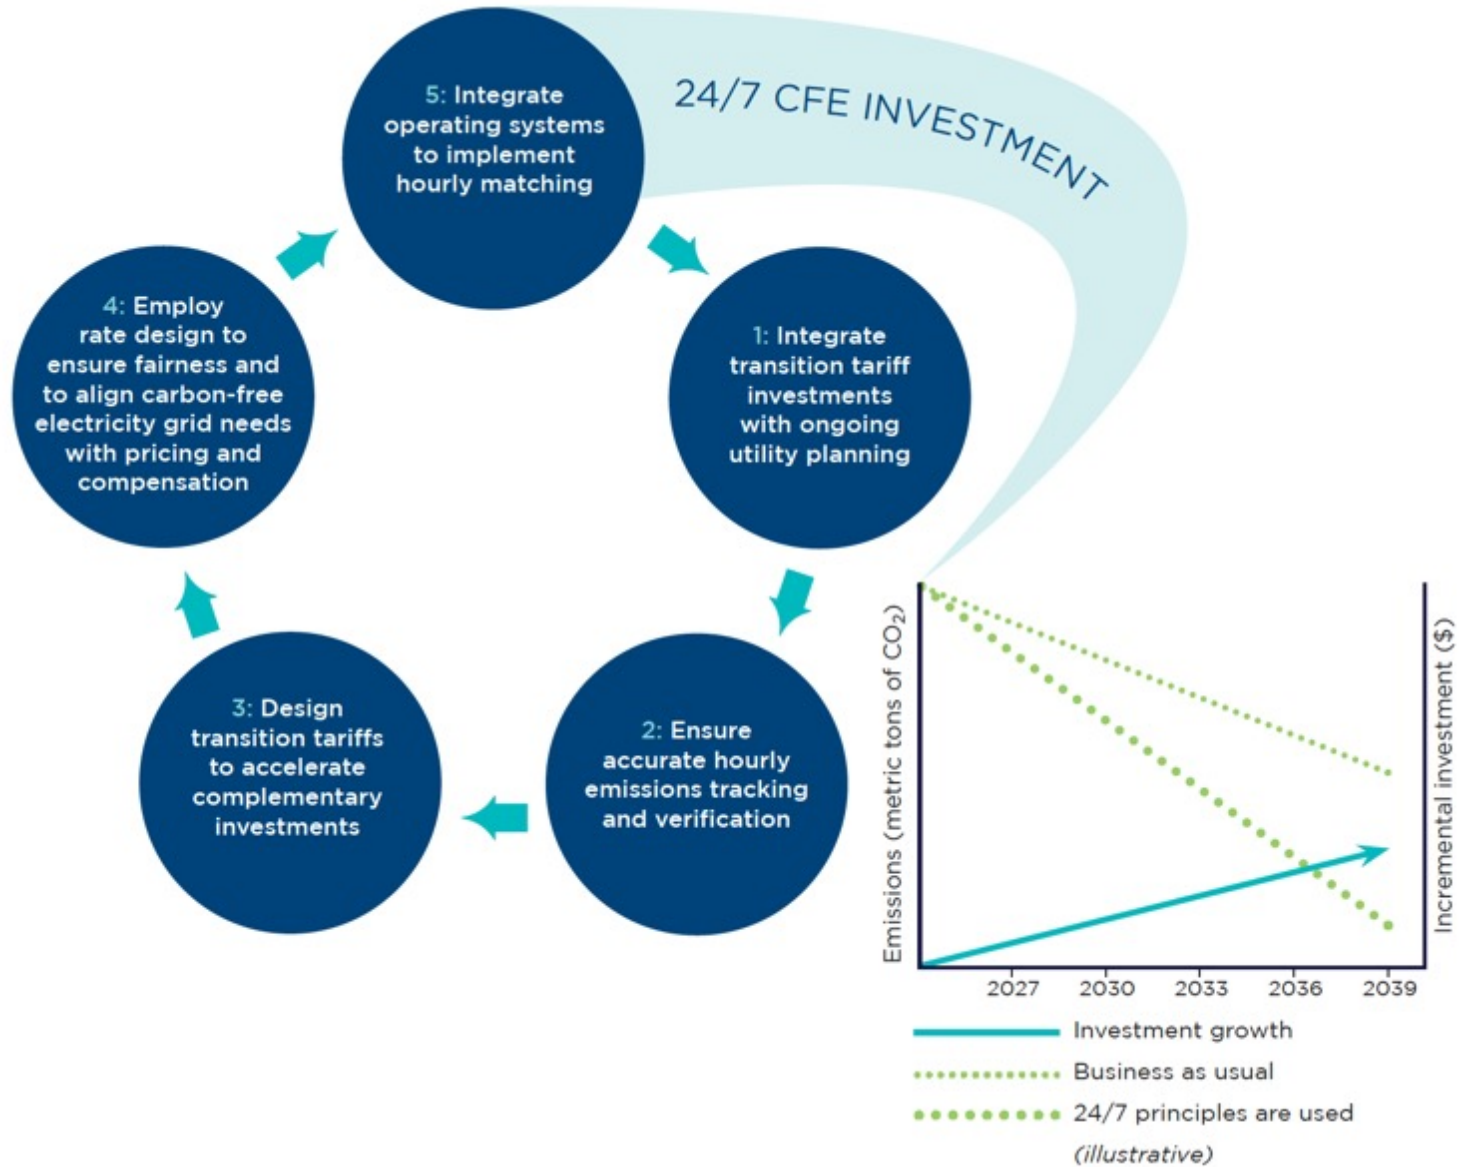 5: Integrate
operating systems
to implement
hourly matching
24/7 CFE INVESTMENT
1: Integrate
transition tariff
investments
with ongoing
utility planning
2: Ensure
accurate hourly
emissions tracking
and verification
3: Design
transition tariffs
to accelerate
complementary
investments
4: Employ
rate design to
ensure fairness and
to align carbon-free
electricity grid needs
with pricing and
compensation
Emissions (metric tons of CO₂)
Incremental investment ($)
2027 2030 2033 2036 2039
Investment growth
Business as usual
24/7 principles are used
(illustrative)